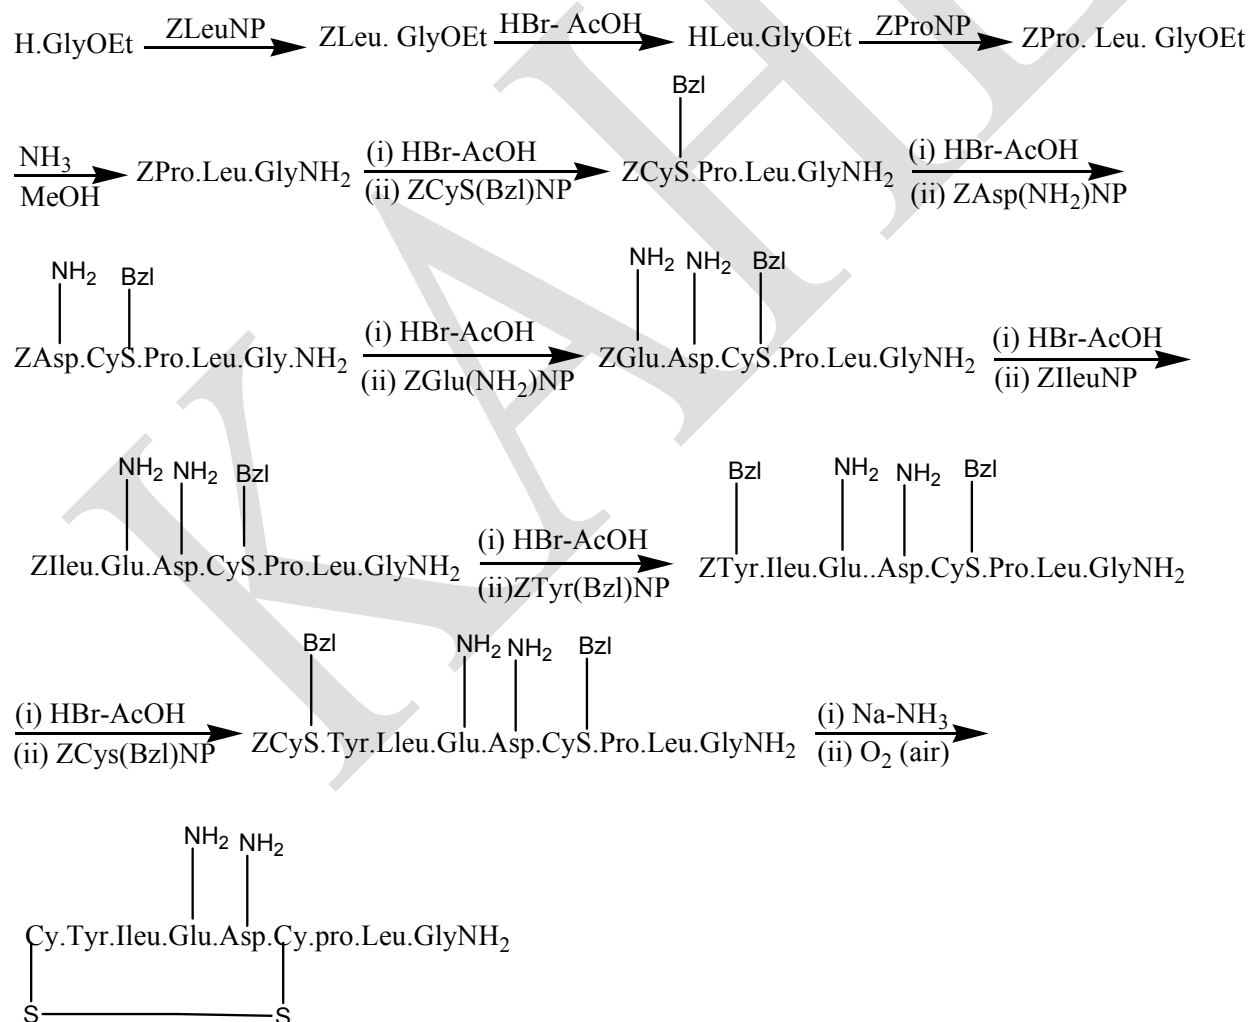 H.GlyOEt ZLeuNP ZLeu. GlyOEt HBr- AcOH HLeu.GlyOEt ZProNP ZPro. Leu. GlyOEt
Bzl
NH3 (i) HBr-AcOH (i) HBr-AcOH
ZPro.Leu.GlyNH2 ZCyS.Pro.Leu.GlyNH2
MeOH (ii) ZCyS(Bzl)NP (ii) ZAsp(NH2)NP
NH2 Bzl NH2 NH2 Bzl
(i) HBr-AcOH (i) HBr-AcOH
ZAsp.CyS.Pro.Leu.Gly.NH2 ZGlu.Asp.CyS.Pro.Leu.GlyNH2
(ii) ZGlu(NH2)NP (ii) ZIleuNP
NH2 NH2 Bzl Bzl NH2 NH2 Bzl
(i) HBr-AcOH
ZIleu.Glu.Asp.CyS.Pro.Leu.GlyNH2 ZTyr.Ileu.Glu..Asp.CyS.Pro.Leu.GlyNH2
(ii)ZTyr(Bzl)NP
Bzl NH2 NH2 Bzl
(i) HBr-AcOH (i) Na-NH3
ZCyS.Tyr.Lleu.Glu.Asp.CyS.Pro.Leu.GlyNH2
(ii) ZCys(Bzl)NP (ii) O2 (air)
NH2 NH2
Cy.Tyr.Ileu.Glu.Asp.Cy.pro.Leu.GlyNH2
S S